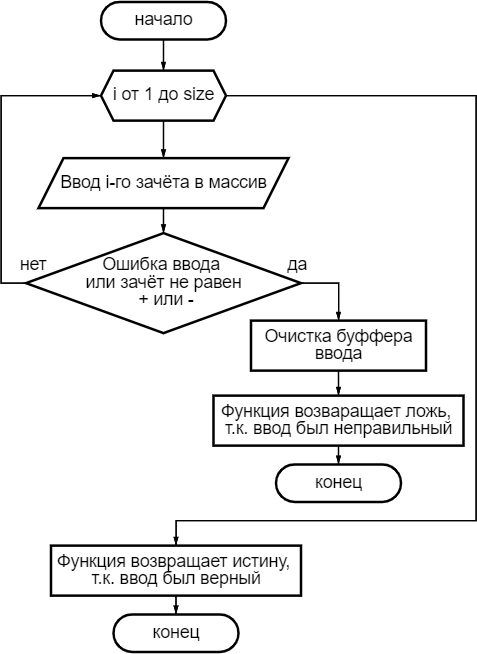 начало
i от 1 до size
Ввод i-го зачёта в массив
нет
Ошибка ввода
или зачёт не равен
+ или -
да
Очистка буффера
ввода
Функция возваращает ложь,
т.к. ввод был неправильный
конец
Функция возвращает истину,
т.к. ввод был верный
конец